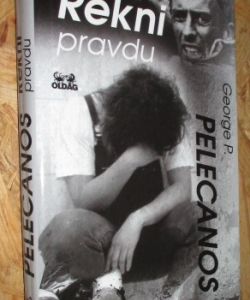 Řekni
pravdu
OLDAG
George P.
PELECANOS
Řekni
pravdu
PELECANOS